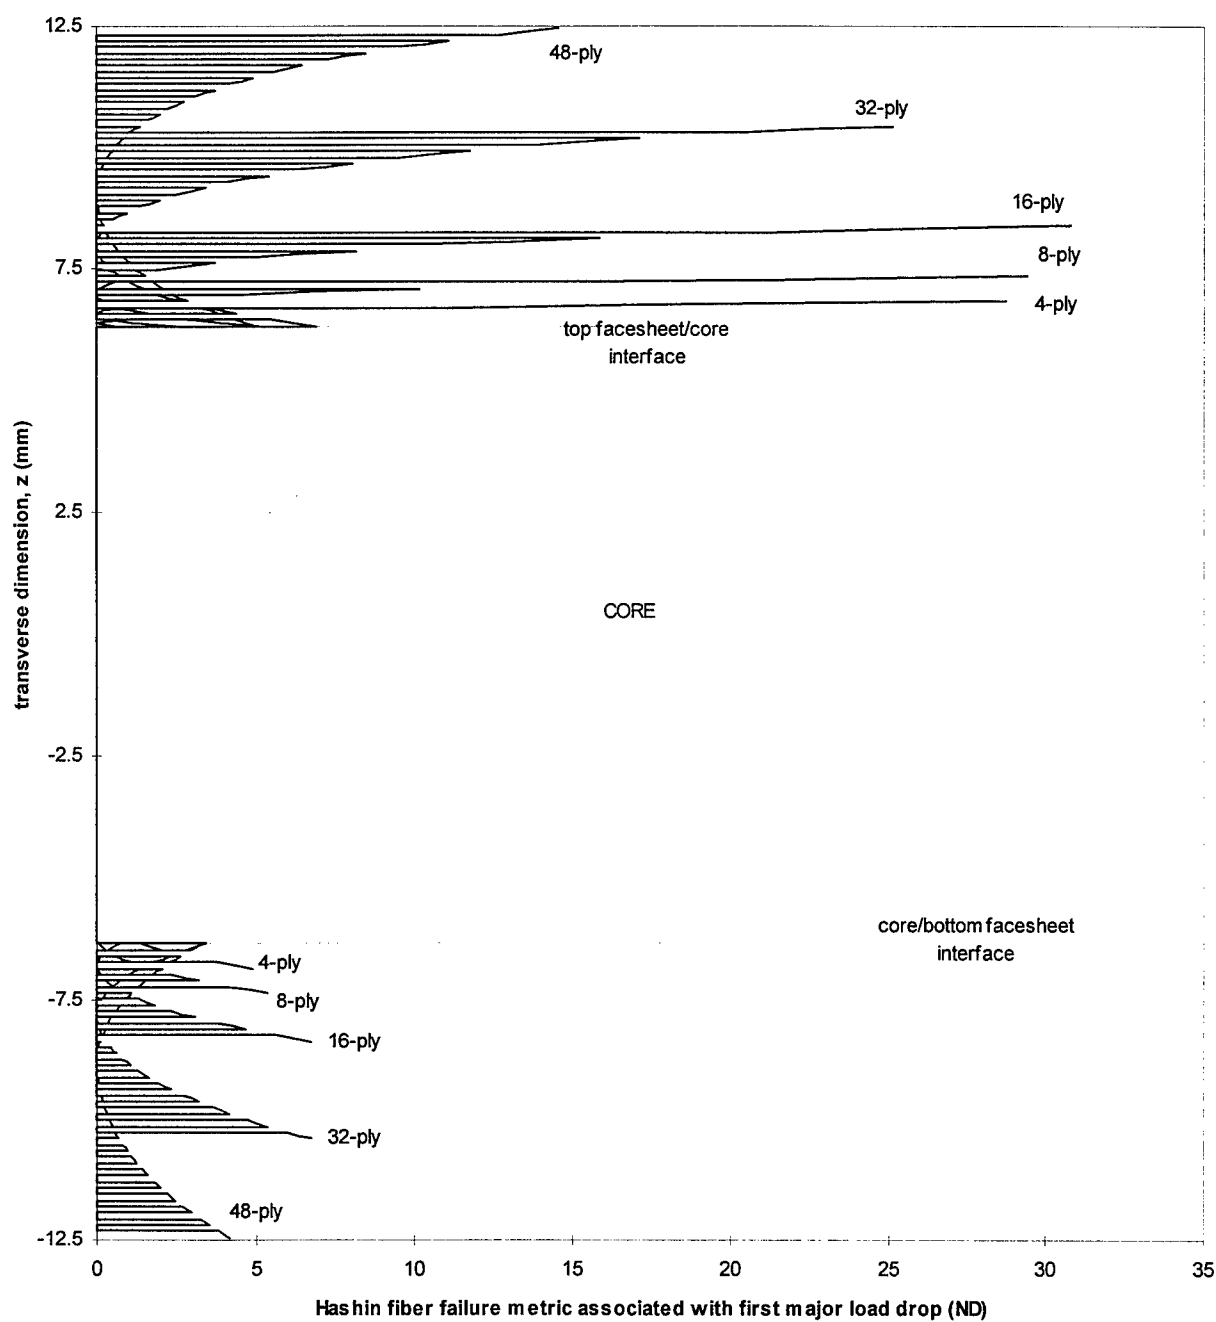 12.5
48-ply
32-ply
16-ply
7.5
8-ply
4-ply
top facesheet/core
interface
transverse dimension, z (mm)
2.5
CORE
-2.5
core/bottom facesheet
interface
4-ply
-7.5
8-ply
16-ply
32-ply
48-ply
-12.5
0 5 10 15 20 25 30 35
Hashin fiber failure metric associated with first major load drop (ND)